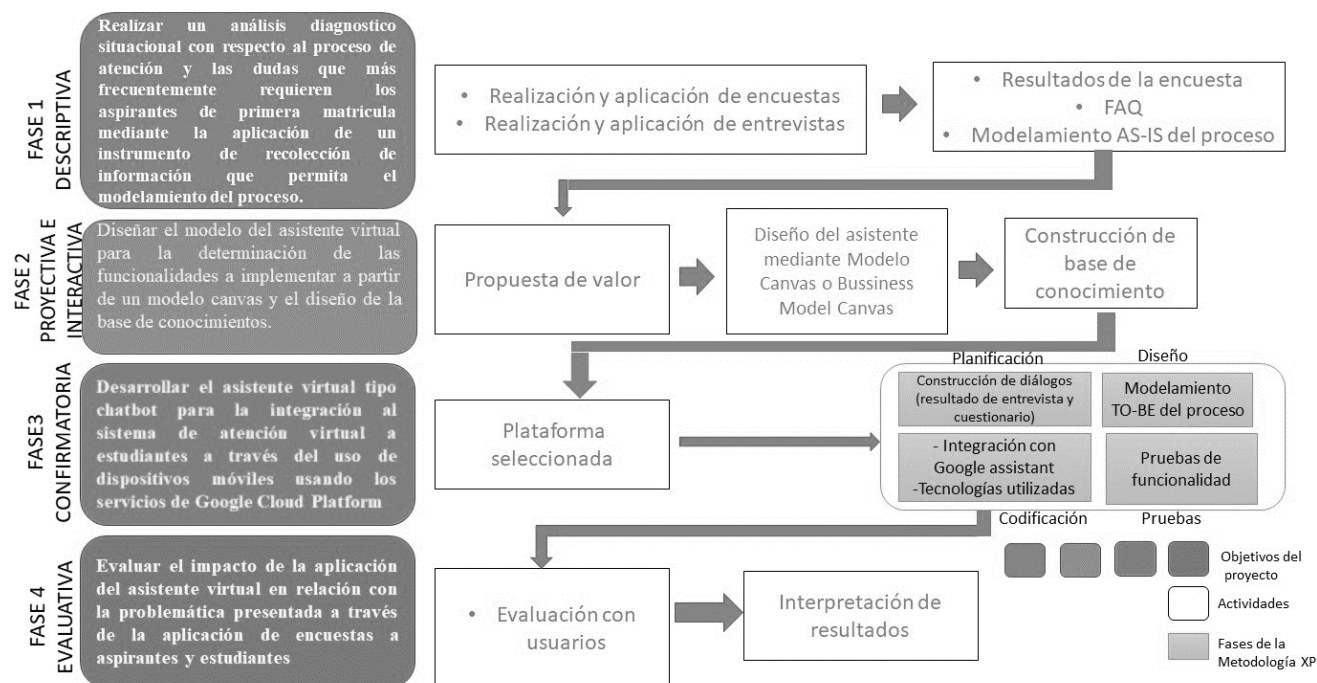 FASE 1
DESCRIPTIVA
Realizar un análisis diagnostico
situacional con respecto al proceso de
atención y las dudas que más
frecuentemente requieren los
aspirantes de primera matricula
mediante la aplicación de un
instrumento de recolección de
información que permita el
modelamiento del proceso.
• Realización y aplicación de encuestas
• Realización y aplicación de entrevistas
• Resultados de la encuesta
• FAQ
• Modelamiento AS-IS del proceso
FASE 2
PROYECTIVA E
INTERACTIVA
Diseñar el modelo del asistente virtual
para la determinación de las
funcionalidades a implementar a partir
de un modelo canvas y el diseño de la
base de conocimientos.
Propuesta de valor
Diseño del asistente
mediante Modelo
Canvas o Bussiness
Model Canvas
Construcción de
base de
conocimiento
FASE3
CONFIRMATORIA
Desarrollar el asistente virtual tipo
chatbot para la integración al
sistema de atención virtual a
estudiantes a través del uso de
dispositivos móviles usando los
servicios de Google Cloud Platform
Plataforma
seleccionada
Planificación
Diseño
Construcción de diálogos
(resultado de entrevista y
cuestionario)
Modelamiento
TO-BE del proceso
- Integración con
Google assistant
-Tecnologías utilizadas
Pruebas de
funcionalidad
Codificación
Pruebas
FASE 4
EVALUATIVA
Evaluar el impacto de la aplicación
del asistente virtual en relación con
la problemática presentada a través
de la aplicación de encuestas a
aspirantes y estudiantes
• Evaluación con
usuarios
Interpretación de
resultados
Objetivos del
proyecto
Actividades
Fases de la
Metodología XP